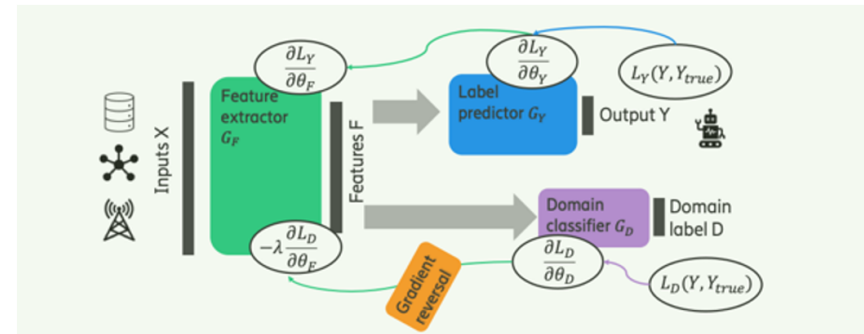 ∂L_Y
∂θ_F
∂L_Y
∂θ_Y
L_Y(Y, Y_true)
Inputs X
Feature
extractor
G_F
Features F
Label
predictor G_Y
Output Y
Domain
classifier G_D
Domain
label D
−λ ∂L_D
∂θ_F
Gradient
reversal
∂L_D
∂θ_D
L_D(Y, Y_true)